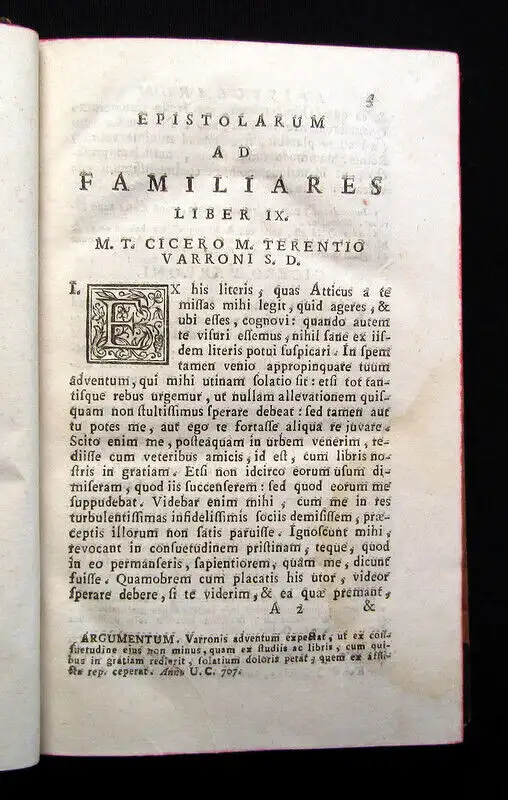 3
EPISTOLARUM
AD
FAMILIARES
LIBER IX.
M. T. CICERO M. TERENTIO
VARRONI S. D.
I. EX his literis, quas Atticus a te
missas mihi legit, quid ageres, &
ubi esses, cognovi: quando autem
te visuri essemus, nihil sane ex iis-
dem literis potui suspicari. In spem
tamen venio appropinquare tuum
adventum, qui mihi utinam solatio sit: etsi tot tan-
tisque rebus urgemur, ut nullam allevationem quis-
quam non stultissimus sperare debeat: sed tamen aut
tu potes me, aut ego te fortasse aliqua re juvare.
Scito enim me, posteaquam in urbem venerim, re-
diisse cum veteribus amicis, id est, cum libris no-
stris in gratiam. Etsi non idcirco eorum usum di-
miseram, quod iis succenserem: sed quod eorum me
suppudebat. Videbar enim mihi, cum me in res
turbulentissimas infidelissimis sociis demisissem, præ-
ceptis illorum non satis paruisse. Ignoscunt mihi,
revocant in consuetudinem pristinam, teque, quod
in eo permanseris, sapientiorem, quam me, dicunt
fuisse. Quamobrem cum placatis his utor, videor
sperare debere, si te viderim, & ea quæ premant,
A 2 &
ARGUMENTUM. Varronis adventum expectat, ut ex con-
suetudine ejus non minus, quam ex studiis ac libris, cum qui-
bus in gratiam redierit, solatium doloris petat, quem ex affli-
cta rep. ceperat. Anno U. C. 707.